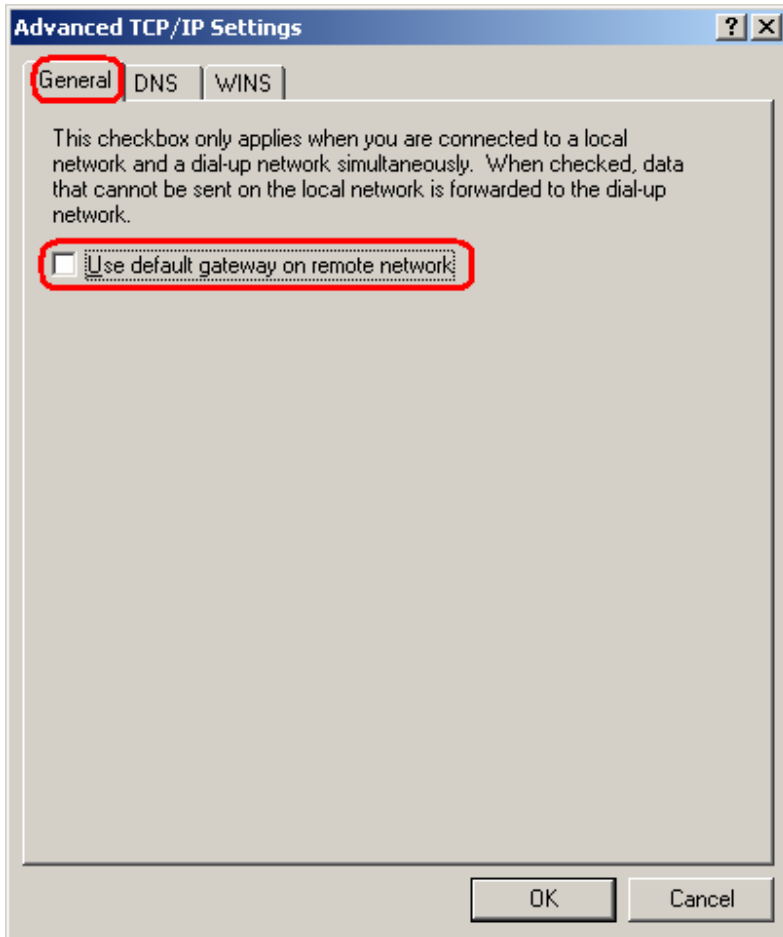 Advanced TCP/IP Settings
General DNS WINS
This checkbox only applies when you are connected to a local
network and a dial-up network simultaneously. When checked, data
that cannot be sent on the local network is forwarded to the dial-up
network.
Use default gateway on remote network
OK Cancel